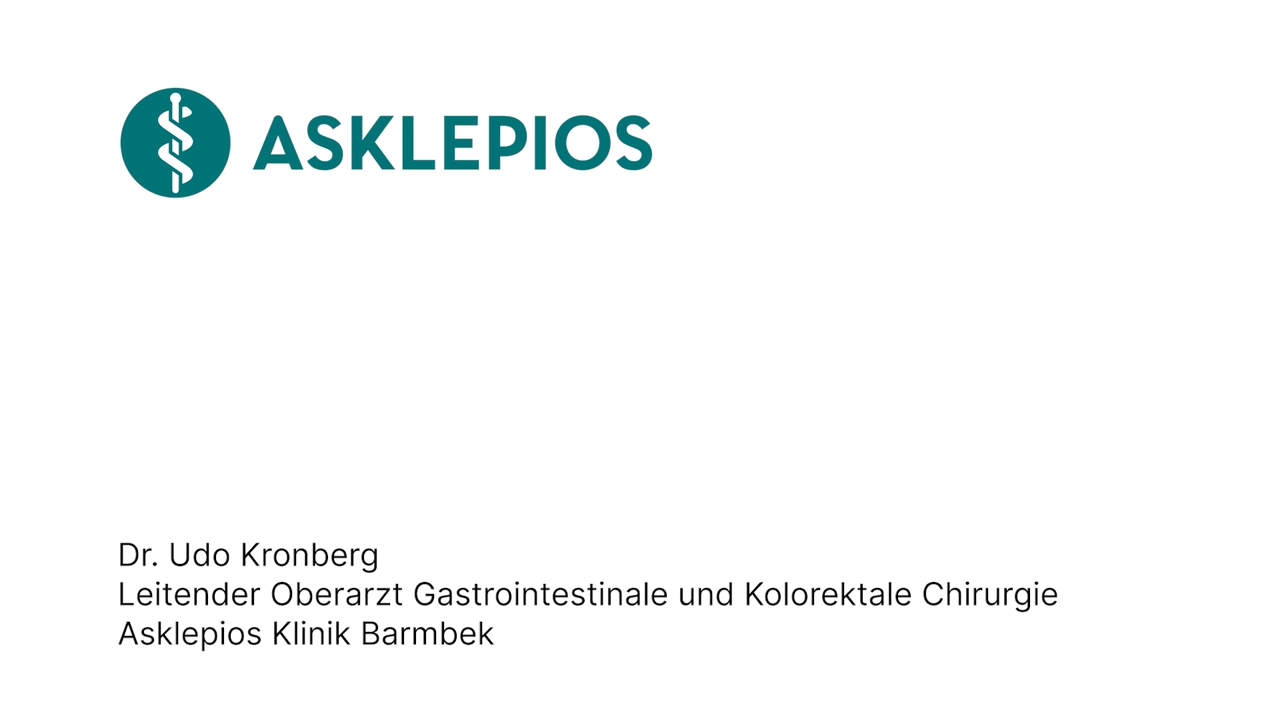 ASKLEPIOS
Dr. Udo Kronberg
Leitender Oberarzt Gastrointestinale und Kolorektale Chirurgie
Asklepios Klinik Barmbek